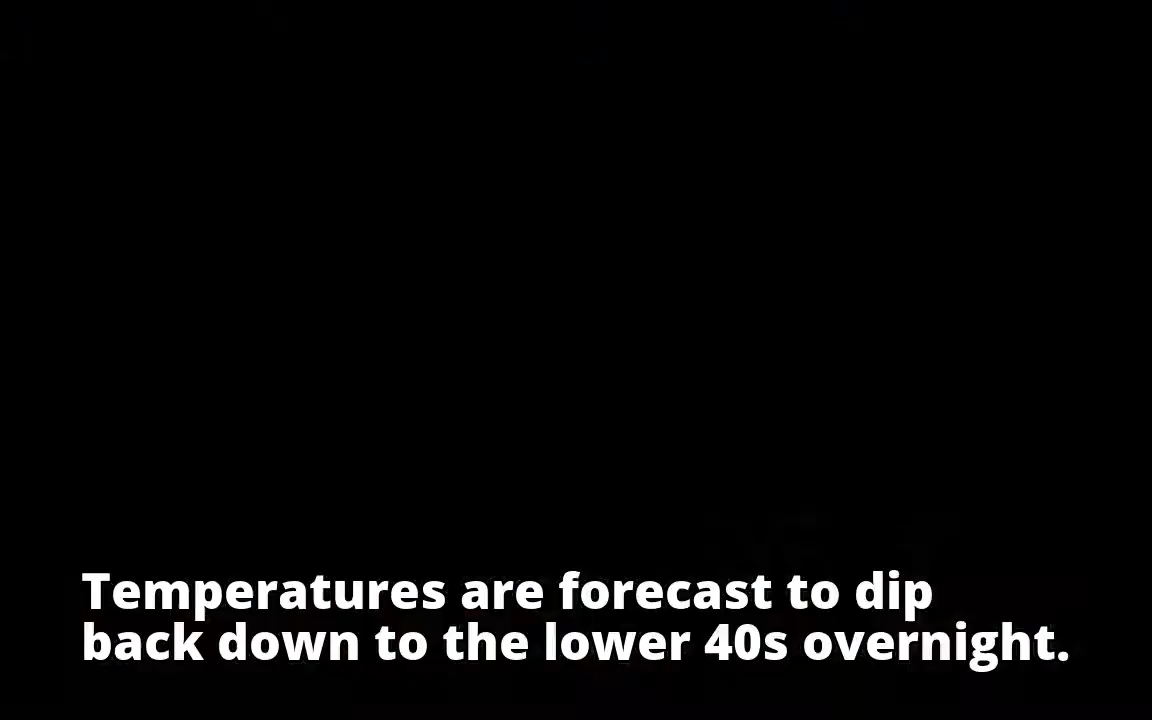 Temperatures are forecast to dip
back down to the lower 40s overnight.